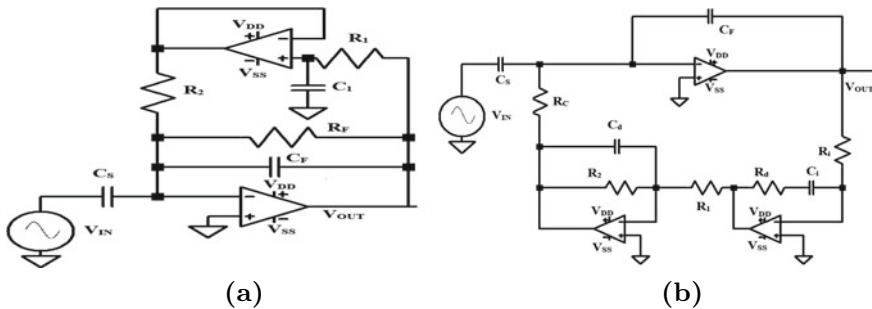 VDD
R1
VSS
C1
R2
RF
CF
CS
VDD
VIN
VSS
VOUT
(a)
CF
VDD
CS
VSS
VOUT
RC
VIN
Cd
Ri
R2
Rd
Ci
R1
VDD
VDD
VSS
VSS
(b)